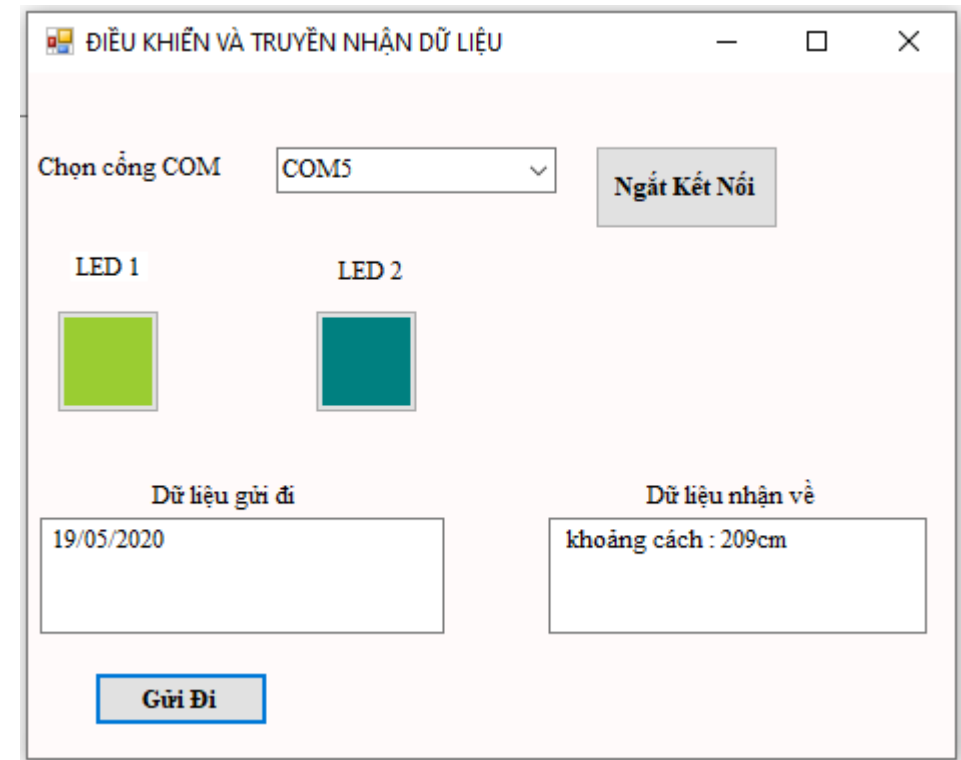 ĐIỀU KHIỂN VÀ TRUYỀN NHẬN DỮ LIỆU
Chọn cổng COM
COM5
Ngắt Kết Nối
LED 1
LED 2
Dữ liệu gửi đi
Dữ liệu nhận về
19/05/2020
khoảng cách : 209cm
Gửi Đi